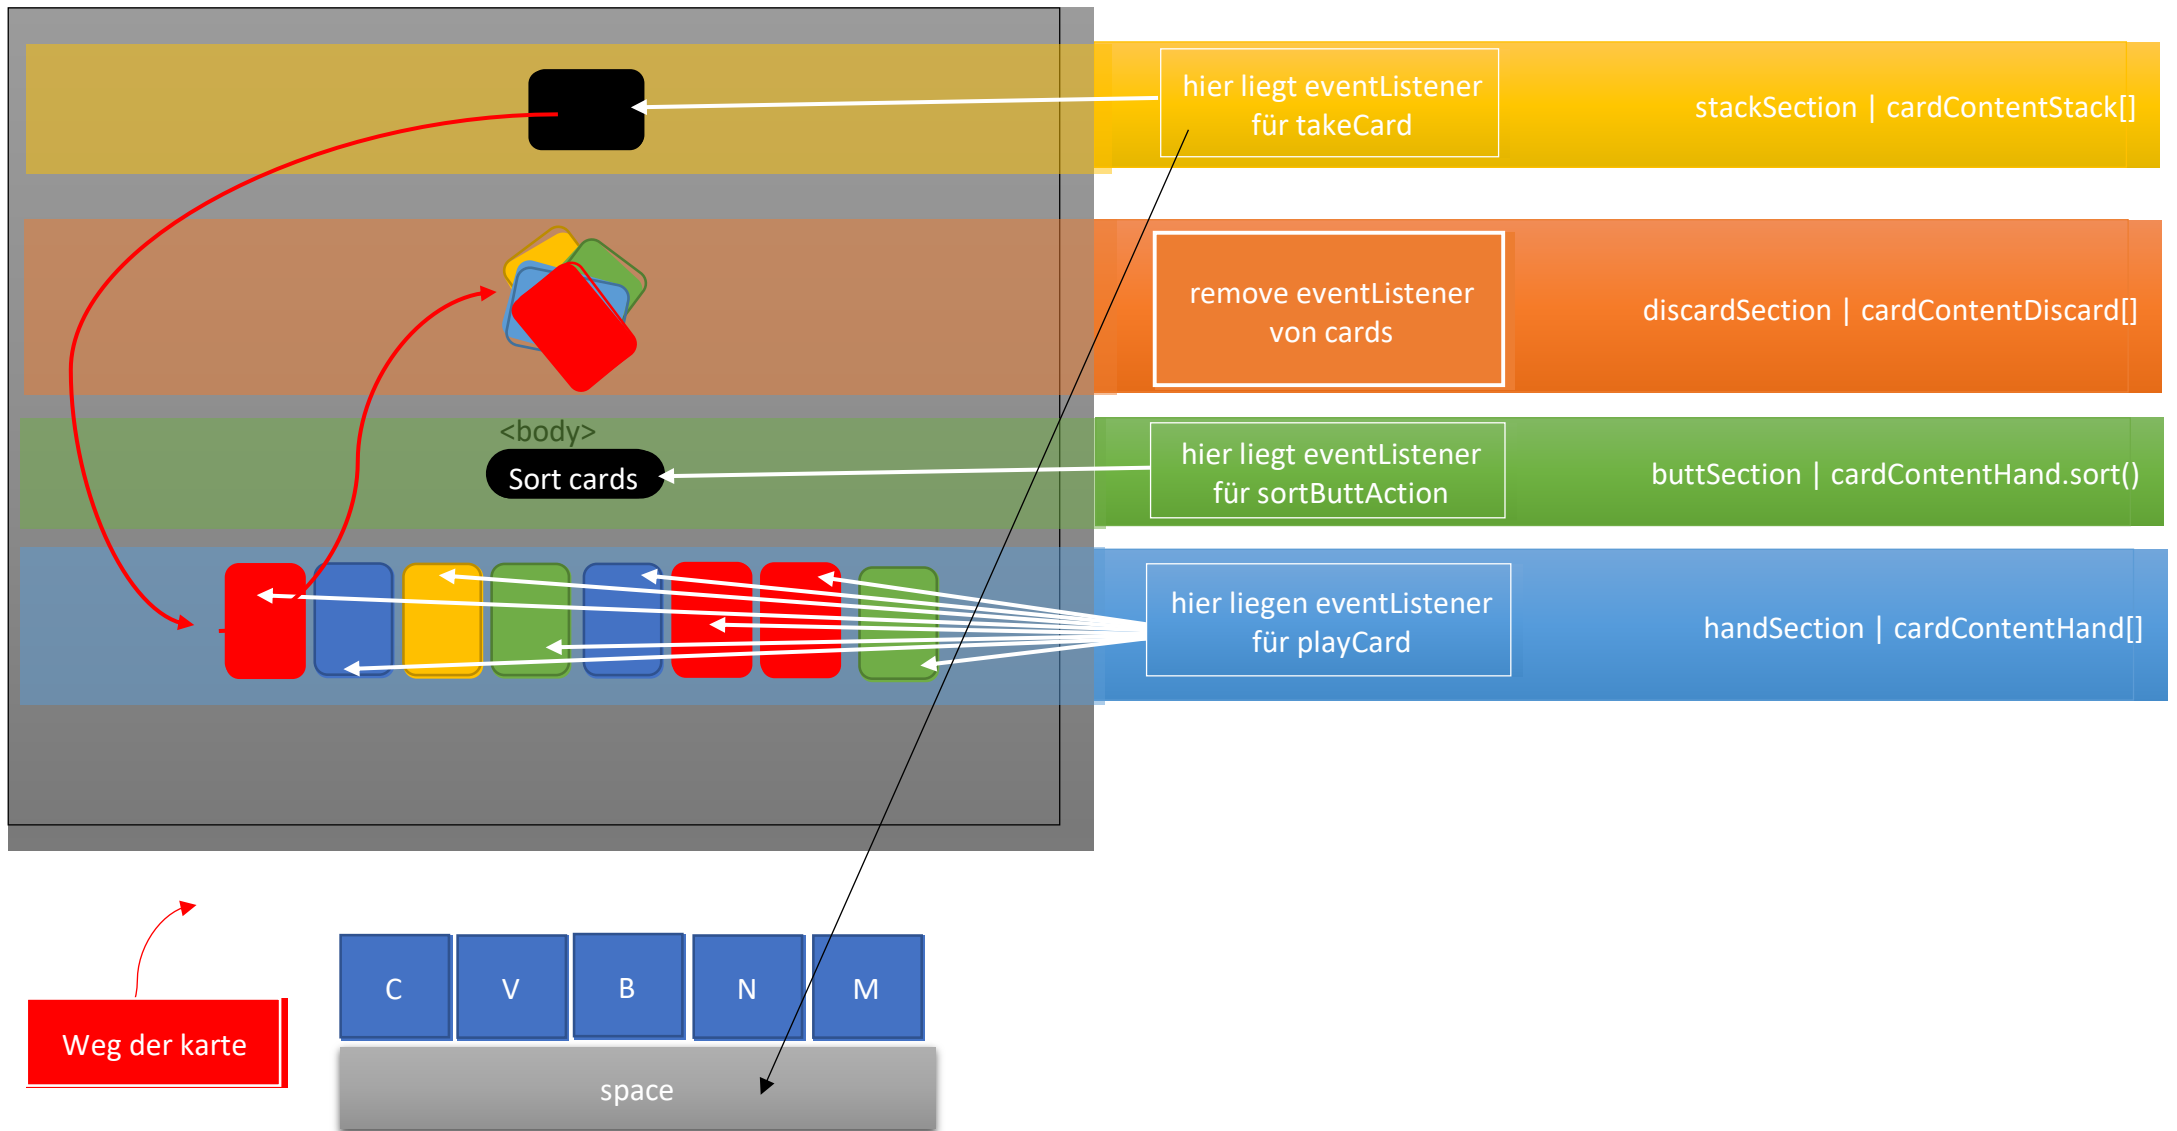 hier liegt eventListener
für takeCard
stackSection | cardContentStack[]
remove eventListener
von cards
discardSection | cardContentDiscard[]
<body>
Sort cards
hier liegt eventListener
für sortButtAction
buttSection | cardContentHand.sort()
hier liegen eventListener
für playCard
handSection | cardContentHand[]
C
V
B
N
M
Weg der karte
space